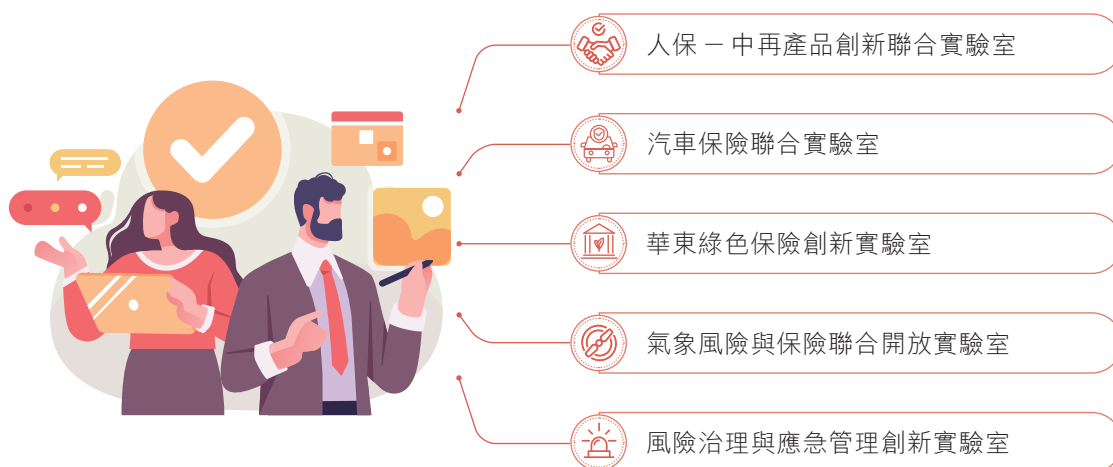 人保 — 中再產品創新聯合實驗室
汽車保險聯合實驗室
華東綠色保險創新實驗室
氣象風險與保險聯合開放實驗室
風險治理與應急管理創新實驗室